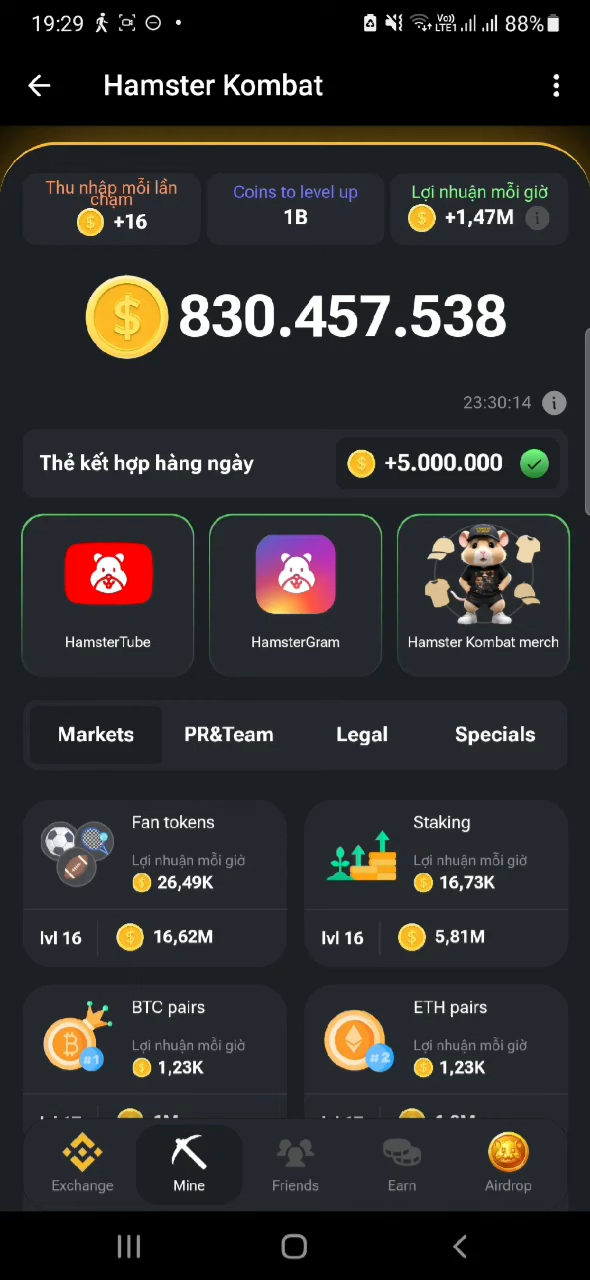 19:29
Vo) LTE1 88%
Hamster Kombat
Thu nhập mỗi lần chạm
+16
Coins to level up
1B
Lợi nhuận mỗi giờ
+1,47M
830.457.538
23:30:14
Thẻ kết hợp hàng ngày
+5.000.000
HamsterTube
HamsterGram
Hamster Kombat merch
Markets
PR&Team
Legal
Specials
Fan tokens
Lợi nhuận mỗi giờ
26,49K
lvl 16
16,62M
Staking
Lợi nhuận mỗi giờ
16,73K
lvl 16
5,81M
BTC pairs
#1
Lợi nhuận mỗi giờ
1,23K
ETH pairs
#2
Lợi nhuận mỗi giờ
1,23K
Exchange
Mine
Friends
Earn
Airdrop